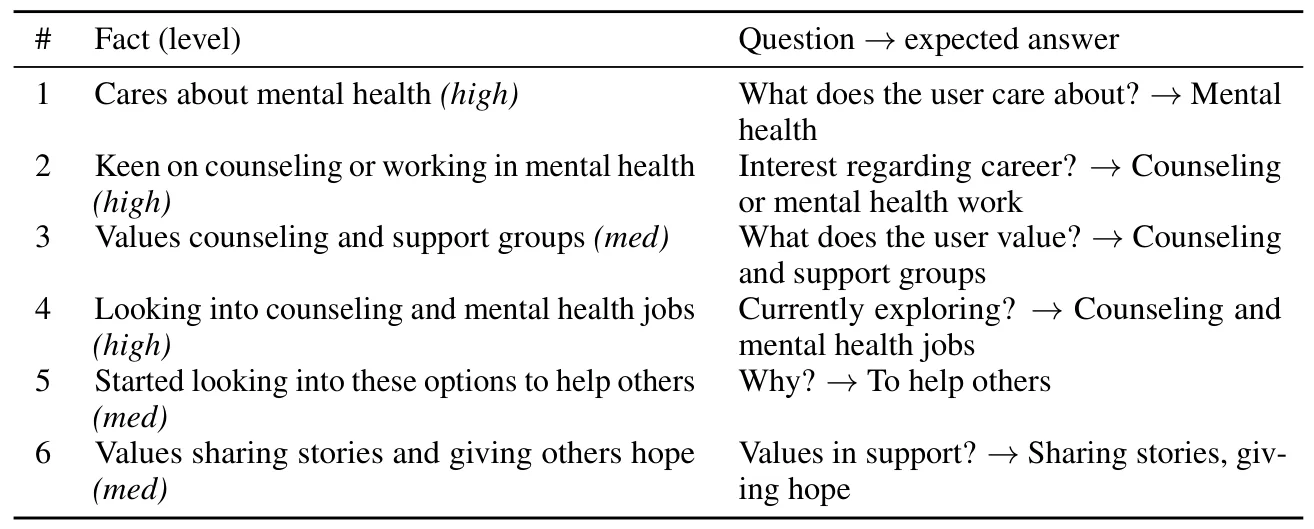 # Fact (level) Question → expected answer
1 Cares about mental health (high) What does the user care about? → Mental
health
2 Keen on counseling or working in mental health Interest regarding career? → Counseling
(high) or mental health work
3 Values counseling and support groups (med) What does the user value? → Counseling
and support groups
4 Looking into counseling and mental health jobs Currently exploring? → Counseling and
(high) mental health jobs
5 Started looking into these options to help others Why? → To help others
(med)
6 Values sharing stories and giving others hope Values in support? → Sharing stories, giv-
(med) ing hope